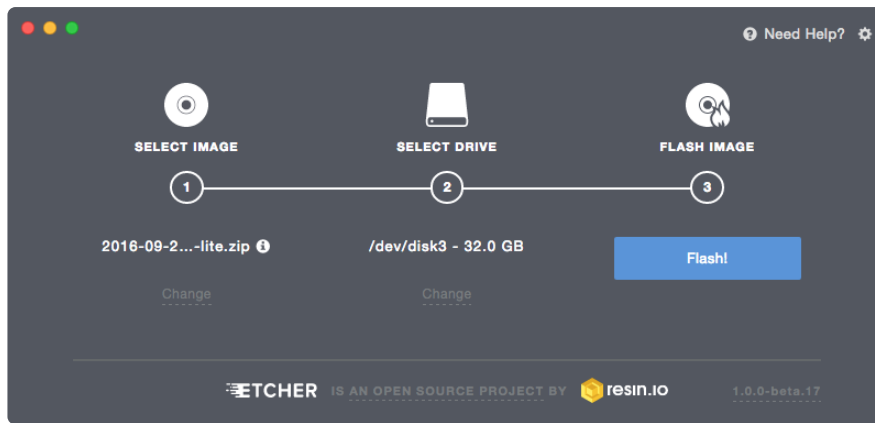 Need Help?
SELECT IMAGE SELECT DRIVE FLASH IMAGE
1 2 3
2016-09-2...-lite.zip /dev/disk3 - 32.0 GB Flash!
Change Change
ETCHER IS AN OPEN SOURCE PROJECT BY resin.io 1.0.0-beta.17